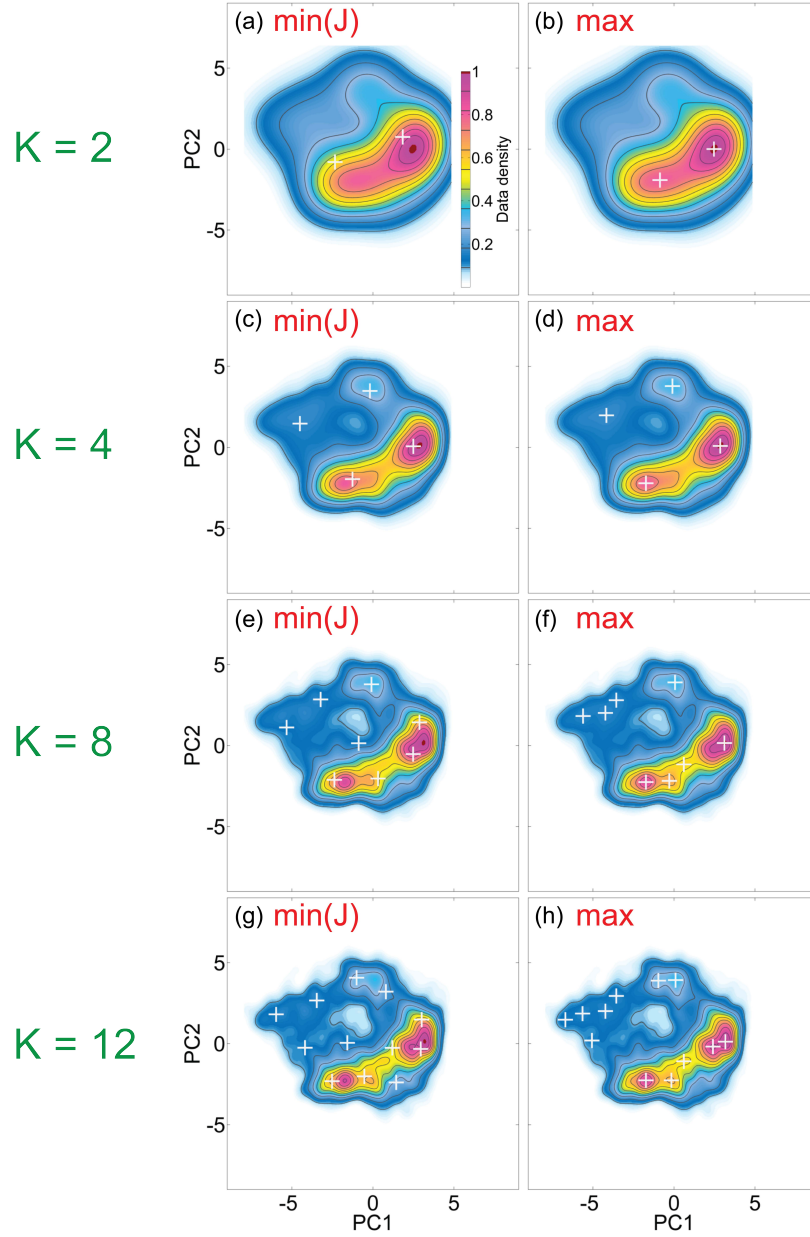 (a) min(J)
(b) max
K = 2
PC2
5
0
-5
1
0.8
0.6
0.4
0.2
Data density
(c) min(J)
(d) max
K = 4
PC2
5
0
-5
(e) min(J)
(f) max
K = 8
PC2
5
0
-5
(g) min(J)
(h) max
K = 12
PC2
5
0
-5
-5 0 5
-5 0 5
PC1
PC1